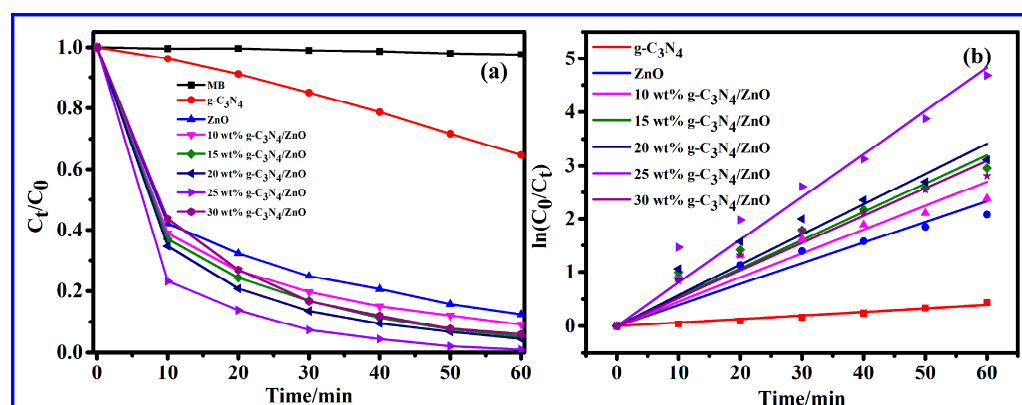 (a)
Ct/C0
1.0
0.8
0.6
0.4
0.2
0.0
MB
g-C3N4
ZnO
10 wt% g-C3N4/ZnO
15 wt% g-C3N4/ZnO
20 wt% g-C3N4/ZnO
25 wt% g-C3N4/ZnO
30 wt% g-C3N4/ZnO
0 10 20 30 40 50 60
Time/min
(b)
ln(C0/Ct)
5
4
3
2
1
0
g-C3N4
ZnO
10 wt% g-C3N4/ZnO
15 wt% g-C3N4/ZnO
20 wt% g-C3N4/ZnO
25 wt% g-C3N4/ZnO
30 wt% g-C3N4/ZnO
0 10 20 30 40 50 60
Time/min